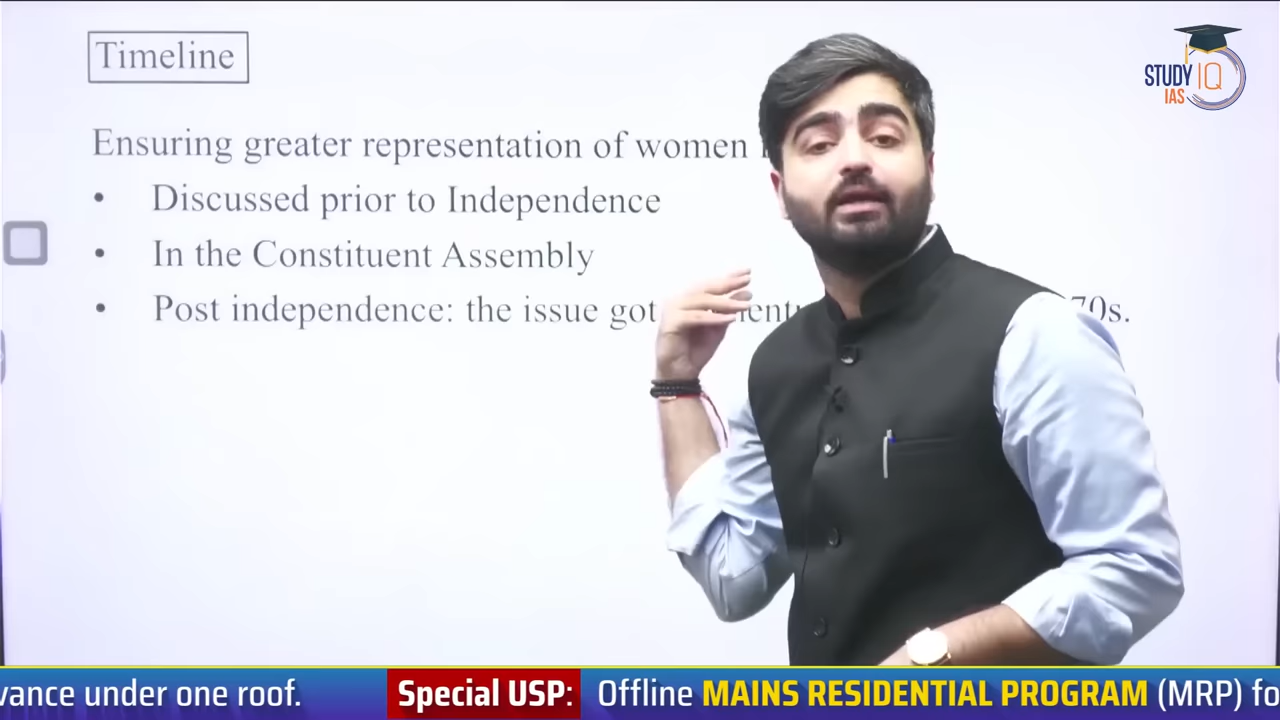 Timeline
STUDY IQ
IAS
Ensuring greater representation of women
• Discussed prior to Independence
• In the Constituent Assembly
• Post independence: the issue got 70s.
vance under one roof. Special USP: Offline MAINS RESIDENTIAL PROGRAM (MRP) fo